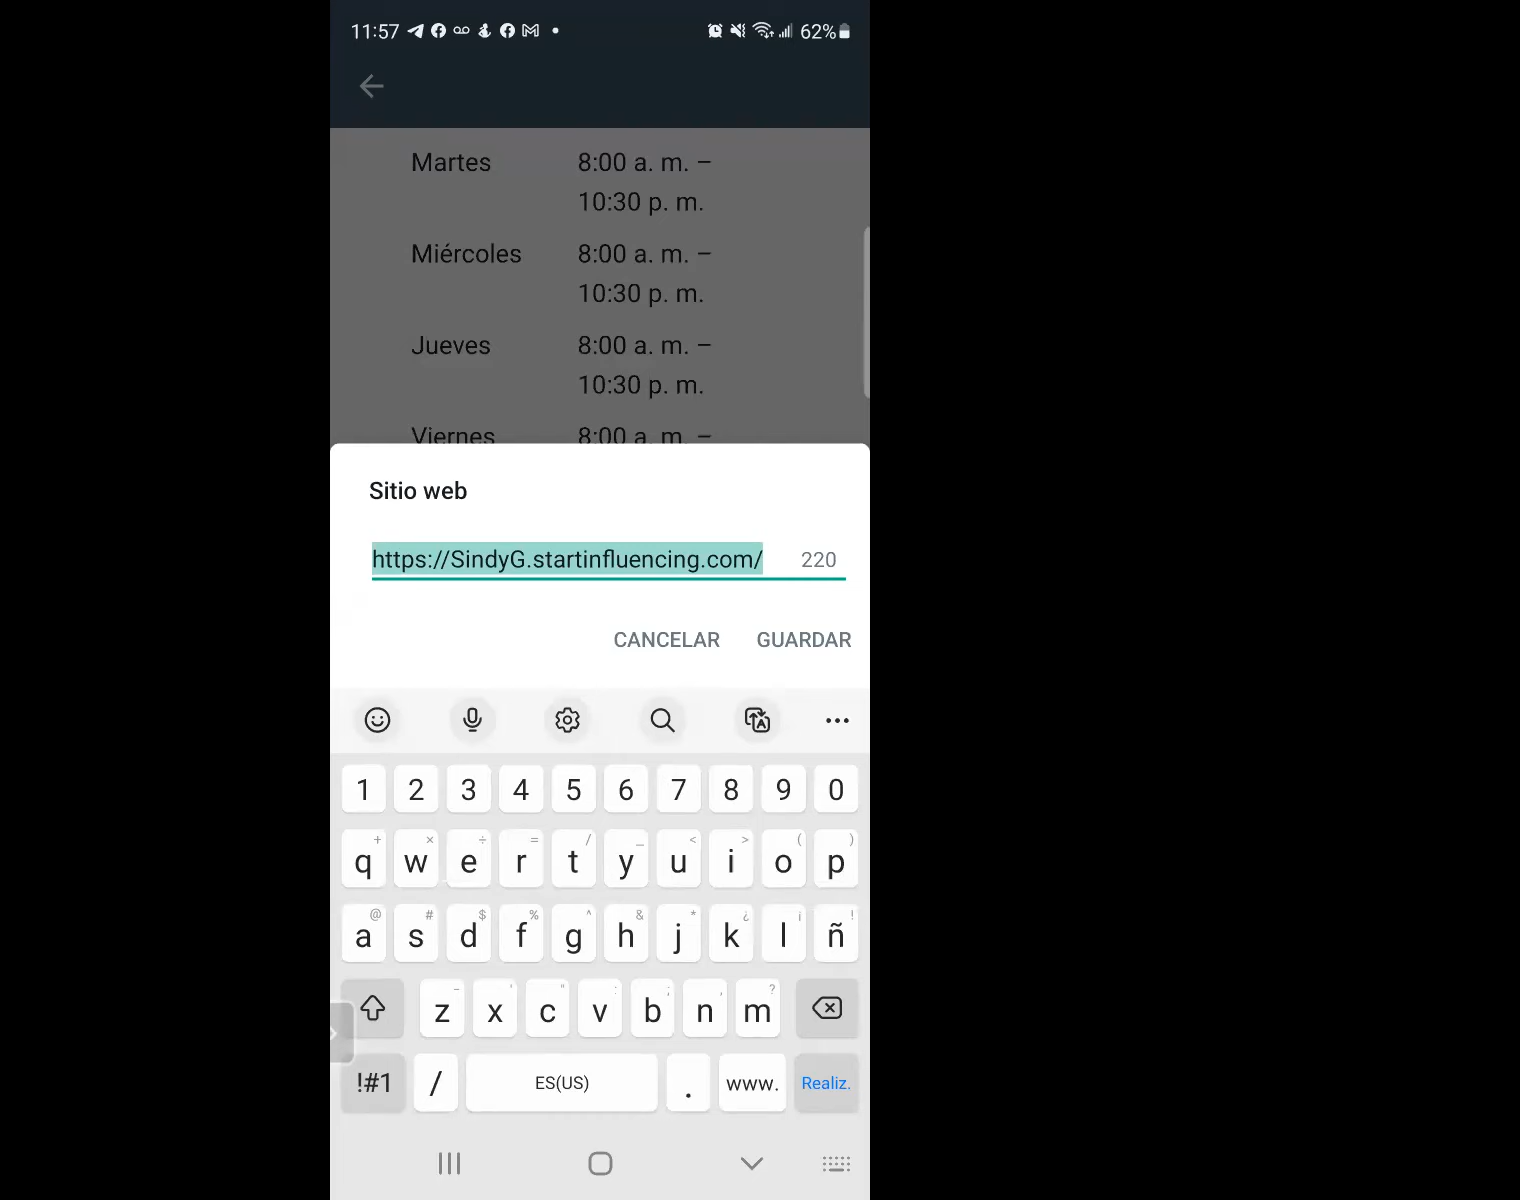 11:57 62%
Martes 8:00 a. m. –
10:30 p. m.
Miércoles 8:00 a. m. –
10:30 p. m.
Jueves 8:00 a. m. –
10:30 p. m.
Viernes 8:00 a. m. –
Sitio web
https://SindyG.startinfluencing.com/ 220
CANCELAR GUARDAR
1 2 3 4 5 6 7 8 9 0
+ × ÷ = / _ < > ( )
q w e r t y u i o p
@ # $ % ^ & * ¿ ¡ !
a s d f g h j k l ñ
- ' " : ; , ?
z x c v b n m
!#1 / ES(US) . www. Realiz.